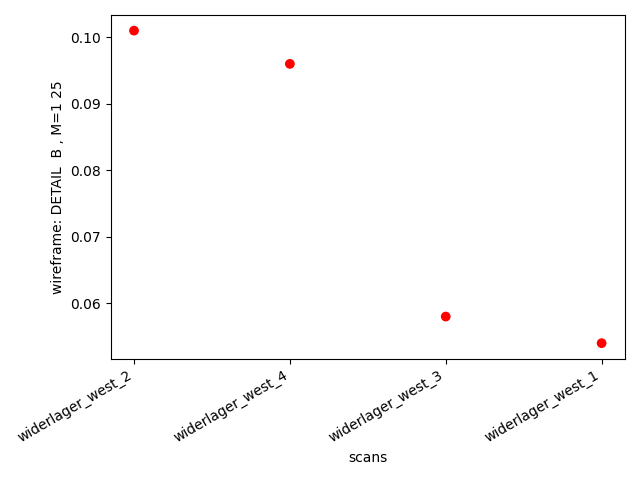 0.10
0.09
0.08
0.07
0.06
wireframe: DETAIL  B , M=1 25
widerlager_west_2
widerlager_west_4
widerlager_west_3
widerlager_west_1
scans